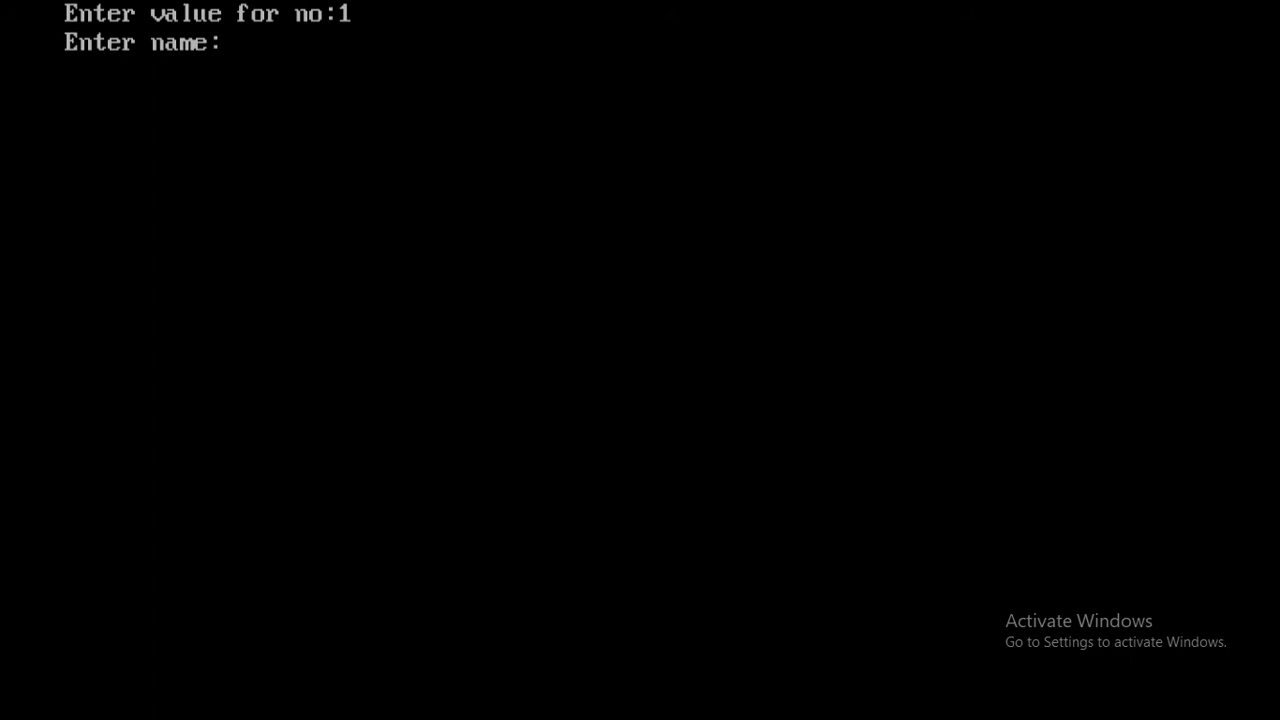 Enter value for no:1
Enter name:
Activate Windows
Go to Settings to activate Windows.